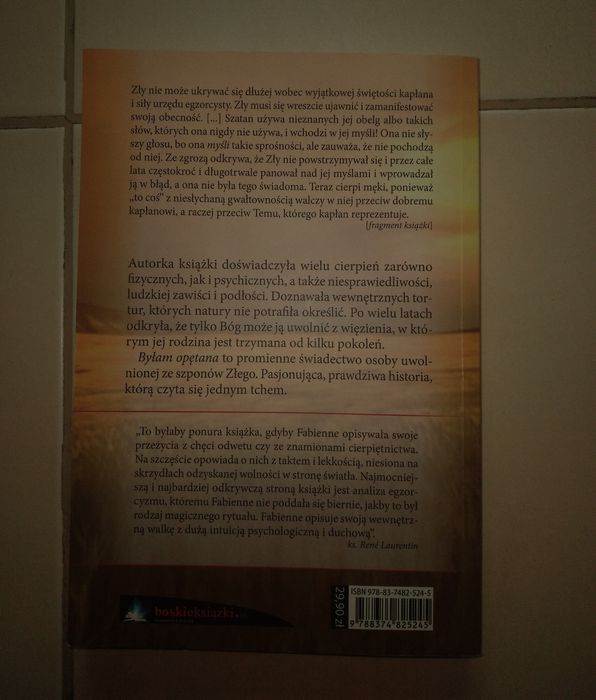 Zły nie może ukrywać się dłużej wobec wyjątkowej świętości kapłana
i siły urzędu egzorcysty. Zły musi się wreszcie ujawnić i zamanifestować
swoją obecność. [...] Szatan używa nieznanych jej obelg albo takich
słów, których ona nigdy nie używa, i wchodzi w jej myśli! Ona nie sły-
szy głosu, bo ona myśli takie sprośności, ale zauważa, że nie pochodzą
od niej. Ze zgrozą odkrywa, że Zły nie powstrzymywał się i przez całe
lata częstokroć i długotrwale panował nad jej myślami i wprowadzał
ją w błąd, a ona nie była tego świadoma. Teraz cierpi męki, ponieważ
„to coś” z niesłychaną gwałtownością walczy w niej przeciw dobremu
kapłanowi, a raczej przeciw Temu, którego kapłan reprezentuje.
[fragment książki]
Autorka książki doświadczyła wielu cierpień zarówno
fizycznych, jak i psychicznych, a także niesprawiedliwości,
ludzkiej zawiści i podłości. Doznawała wewnętrznych tor-
tur, których natury nie potrafiła określić. Po wielu latach
odkryła, że tylko Bóg może ją uwolnić z więzienia, w któ-
rym jej rodzina jest trzymana od kilku pokoleń.
Byłam opętana to promienne świadectwo osoby uwol-
nionej ze szponów Złego. Pasjonująca, prawdziwa historia,
którą czyta się jednym tchem.
„To byłaby ponura książka, gdyby Fabienne opisywała swoje
przeżycia z chęci odwetu czy ze znamionami cierpiętnictwa.
Na szczęście opowiada o nich z taktem i lekkością, niesiona na
skrzydłach odzyskanej wolności w stronę światła. Najmocniej-
szą i najbardziej odkrywczą stroną książki jest analiza egzor-
cyzmu, któremu Fabienne nie poddała się biernie, jakby to był
rodzaj magicznego rytuału. Fabienne opisuje swoją wewnętrz-
ną walkę z dużą intuicją psychologiczną i duchową”.
ks. René Laurentin
boskieksiążki
29,90 zł
ISBN 978-83-7482-524-5
9 788374 825245